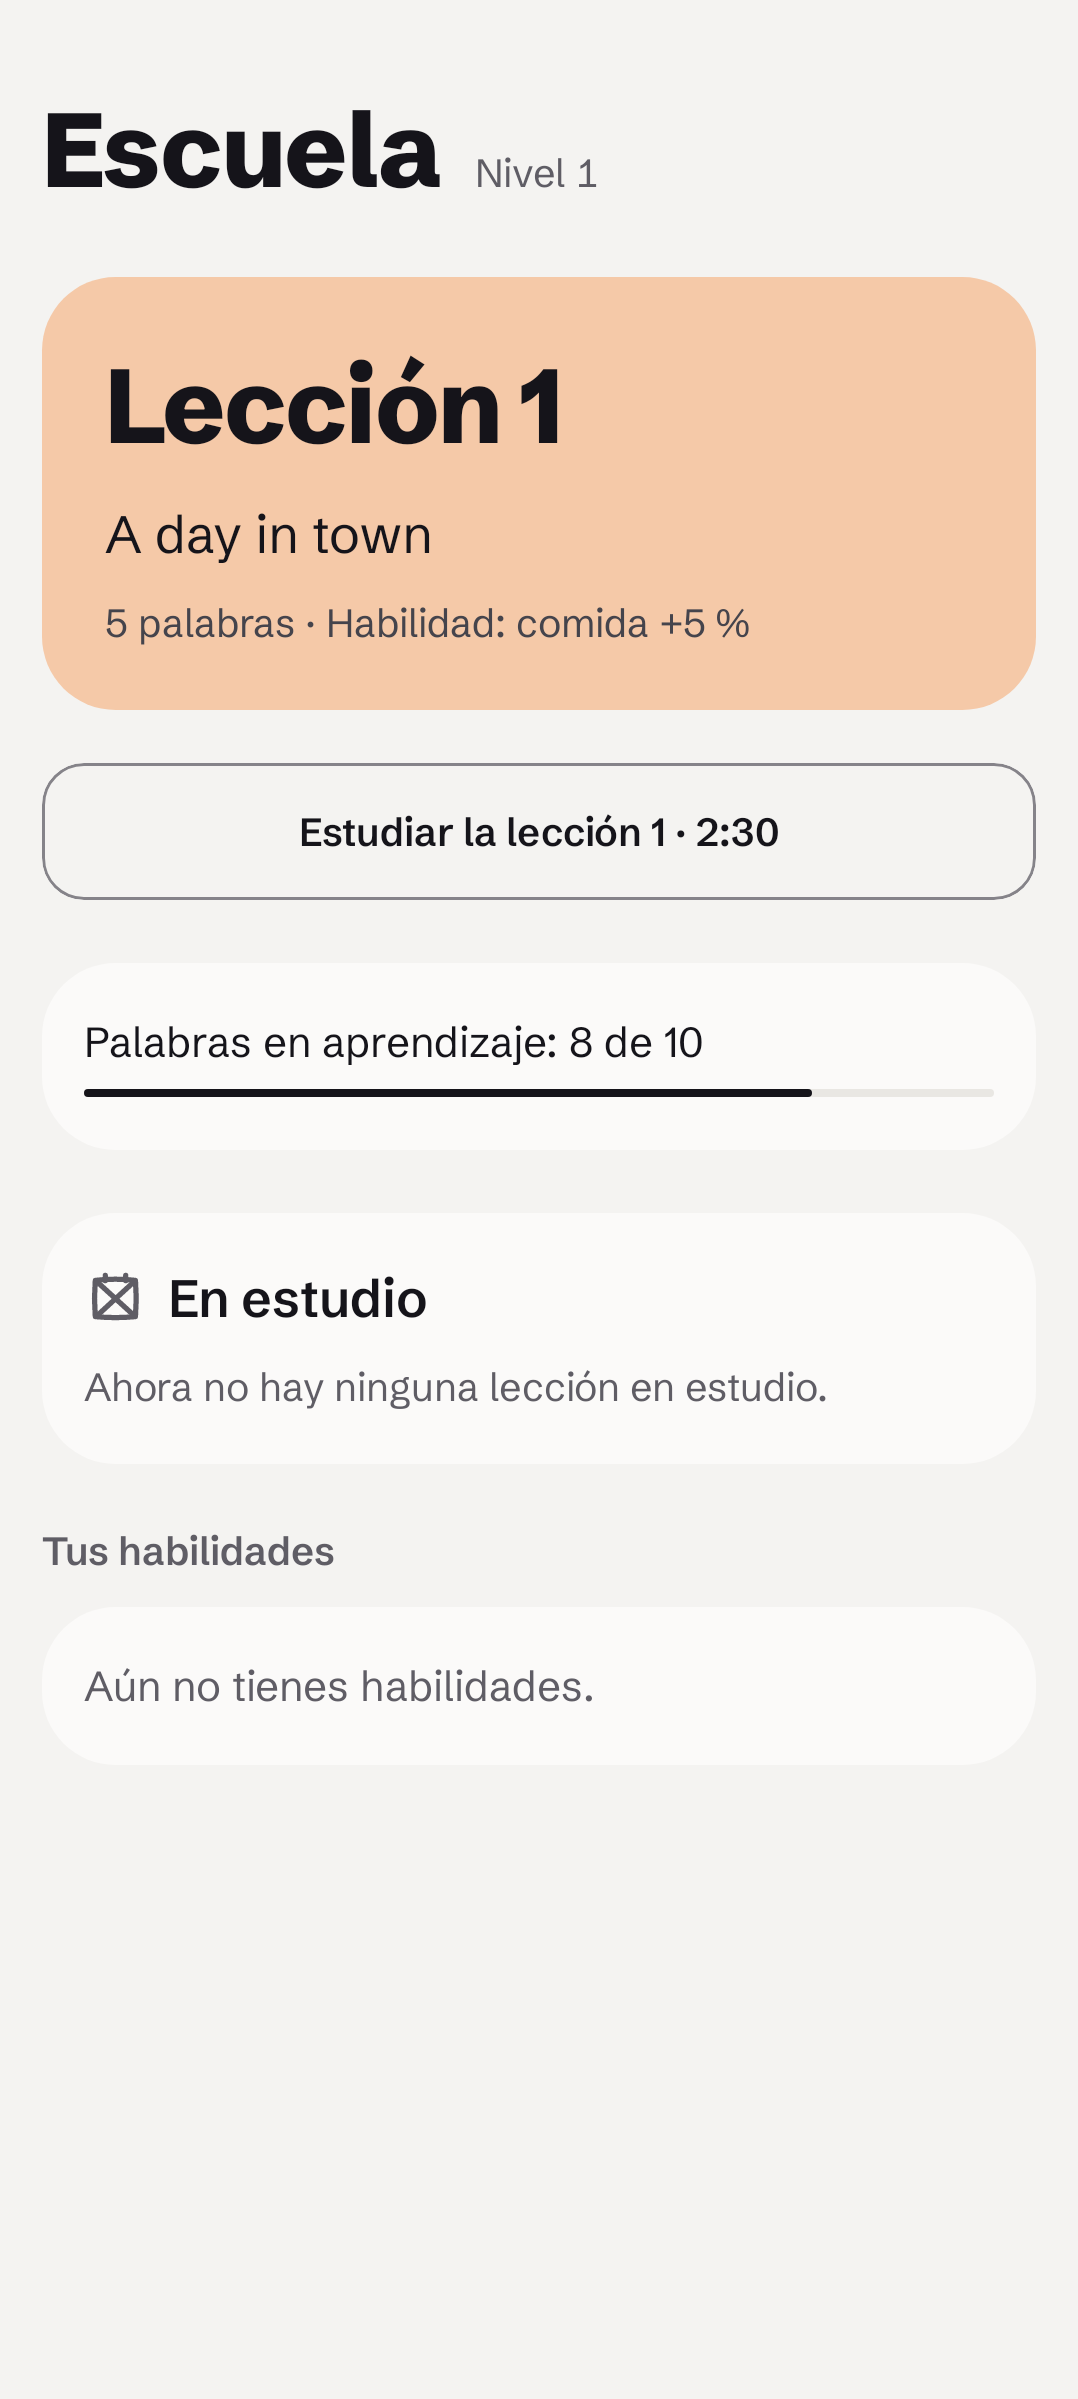 Escuela Nivel 1
Lección 1
A day in town
5 palabras · Habilidad: comida +5 %
Estudiar la lección 1 · 2:30
Palabras en aprendizaje: 8 de 10
En estudio
Ahora no hay ninguna lección en estudio.
Tus habilidades
Aún no tienes habilidades.